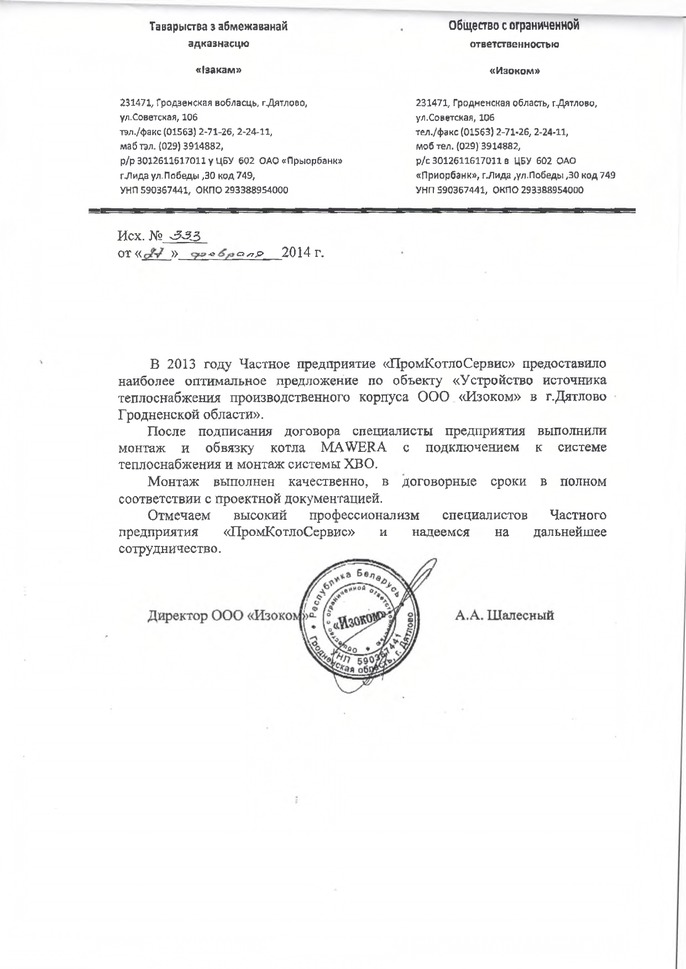 Таварыства з абмежаванай
адказнасцю
«Ізакам»
231471, Гродзенская вобласць, г.Дятлово,
ул.Советская, 106
тэл./факс (01563) 2-71-26, 2-24-11,
маб тэл. (029) 3914882,
р/р 3012611617011 у ЦБУ 602 ОАО «Прыорбанк»
г.Лида ул.Победы ,30 код 749,
УНП 590367441, ОКПО 293388954000
Общество с ограниченной
ответственностью
«Изоком»
231471, Гродненская область, г.Дятлово,
ул.Советская, 106
тел./факс (01563) 2-71-26, 2-24-11,
моб тел. (029) 3914882,
р/с 3012611617011 в ЦБУ 602 ОАО
«Приорбанк», г.Лида ,ул.Победы ,30 код 749
УНП 590367441, ОКПО 293388954000
Исх. № 333
от «27» февраля 2014 г.
В 2013 году Частное предприятие «ПромКотлоСервис» предоставило
наиболее оптимальное предложение по объекту «Устройство источника
теплоснабжения производственного корпуса ООО «Изоком» в г.Дятлово
Гродненской области».
После подписания договора специалисты предприятия выполнили
монтаж и обвязку котла MAWERA с подключением к системе
теплоснабжения и монтаж системы ХВО.
Монтаж выполнен качественно, в договорные сроки в полном
соответствии с проектной документацией.
Отмечаем высокий профессионализм специалистов Частного
предприятия «ПромКотлоСервис» и надеемся на дальнейшее
сотрудничество.
Директор ООО «Изоком»
А.А. Шалесный
Республика Беларусь
Гродненская область, г. Дятлово
с ограниченной ответственностью
«Изоком»
УНП 590367441